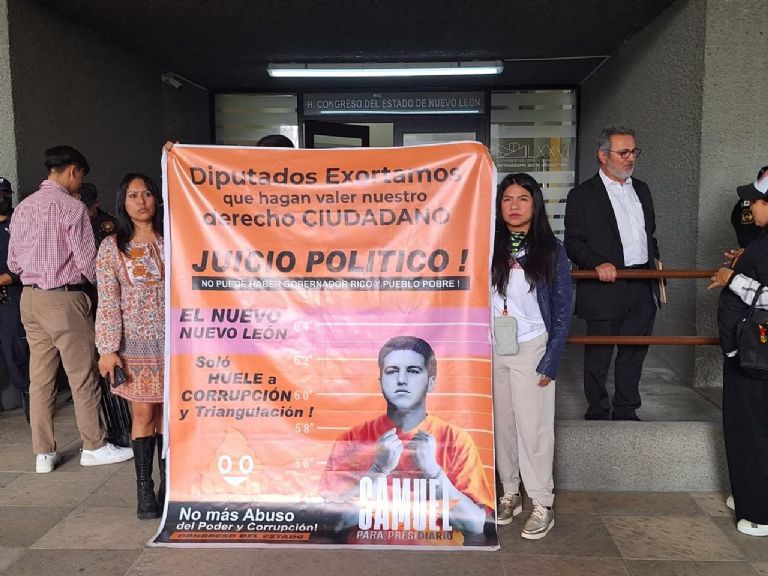 H. CONGRESO DEL ESTADO DE NUEVO LEÓN
LXXVI
Diputados Exortamos
que hagan valer nuestro
derecho CIUDADANO
JUICIO POLITICO !
NO PUEDE HABER GOBERNADOR RICO Y PUEBLO POBRE !
EL NUEVO
NUEVO LEÓN
6'4"
6'2"
Soló
HUELE a
CORRUPCIÓN
y Triangulación !
6'0"
5'8"
5'6"
SAMUEL
PARA PRESIDIARIO
No más Abuso
del Poder y Corrupción!
CONGRESO DEL ESTADO